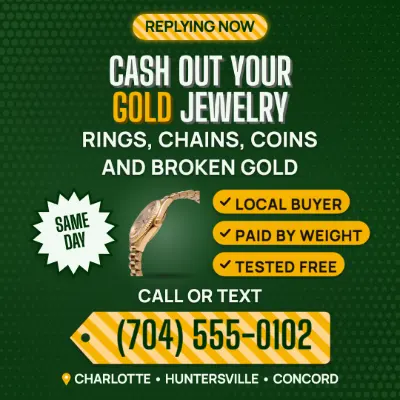 REPLYING NOW
CASH OUT YOUR
GOLD JEWELRY
RINGS, CHAINS, COINS
AND BROKEN GOLD
SAME
DAY
LOCAL BUYER
PAID BY WEIGHT
TESTED FREE
CALL OR TEXT
(704) 555-0102
CHARLOTTE • HUNTERSVILLE • CONCORD